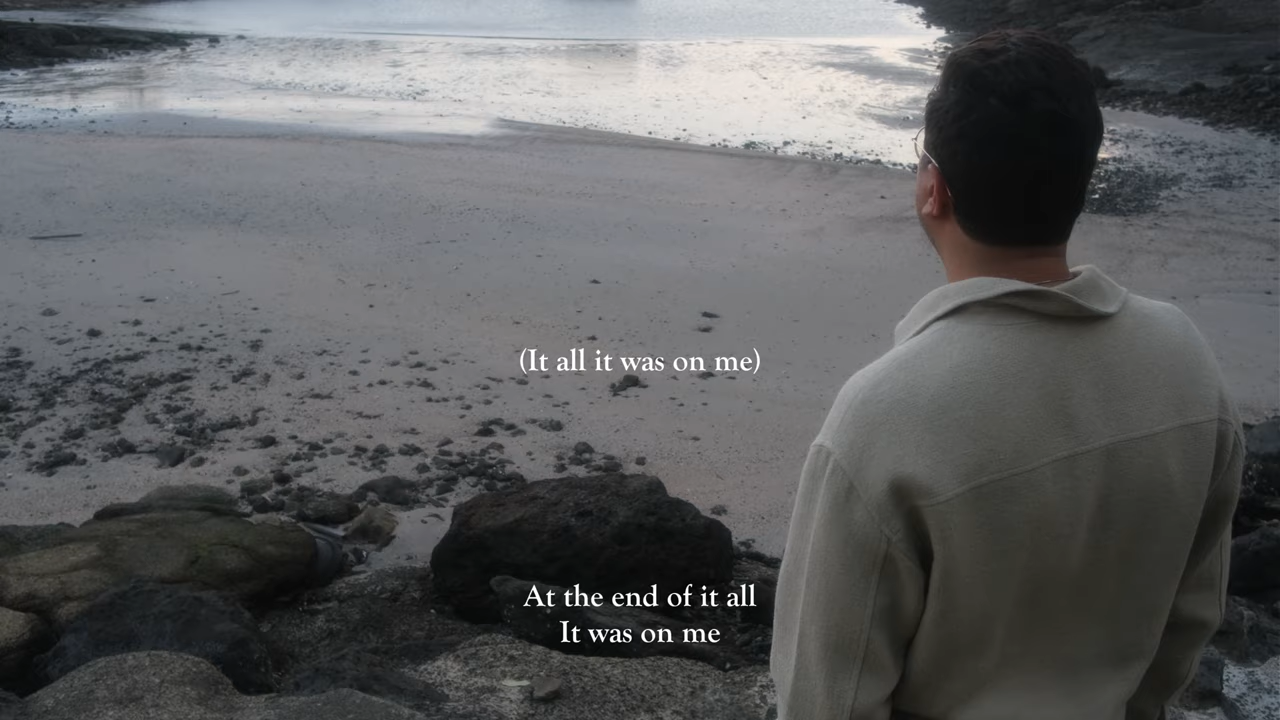 (It all it was on me)
At the end of it all
It was on me